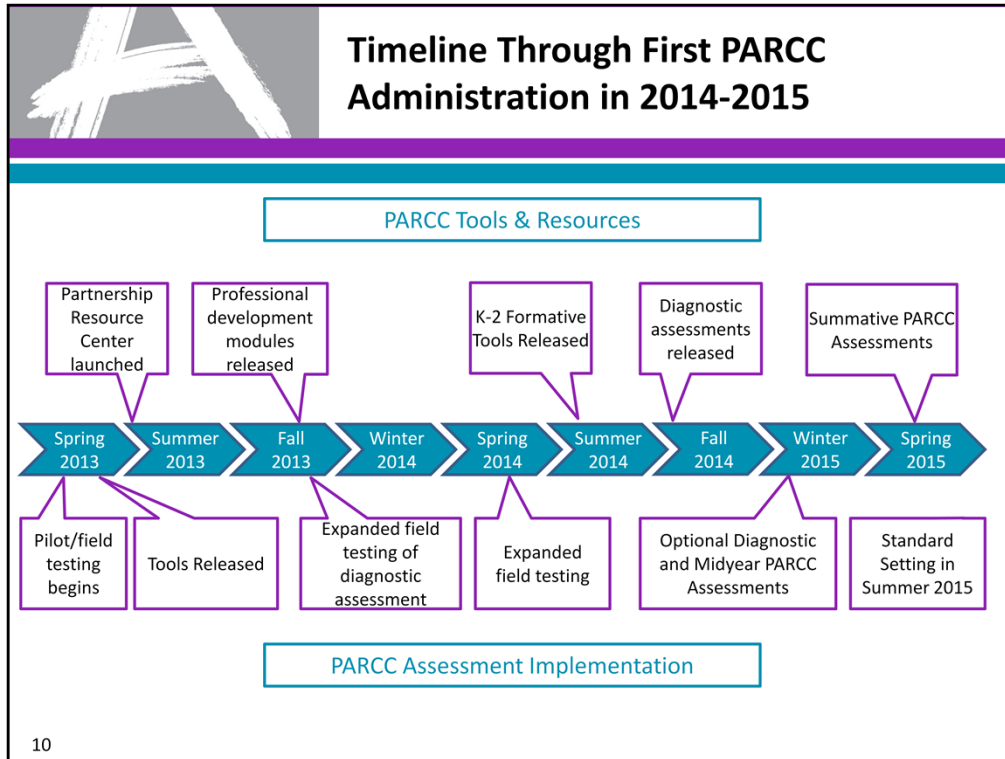 Timeline Through First PARCC
Administration in 2014-2015
PARCC Tools & Resources
Partnership
Resource
Center
launched
Professional
development
modules
released
K-2 Formative
Tools Released
Diagnostic
assessments
released
Summative PARCC
Assessments
Spring
2013
Summer
2013
Fall
2013
Winter
2014
Spring
2014
Summer
2014
Fall
2014
Winter
2015
Spring
2015
Pilot/field
testing
begins
Tools Released
Expanded field
testing of
diagnostic
assessment
Expanded
field testing
Optional Diagnostic
and Midyear PARCC
Assessments
Standard
Setting in
Summer 2015
PARCC Assessment Implementation
10